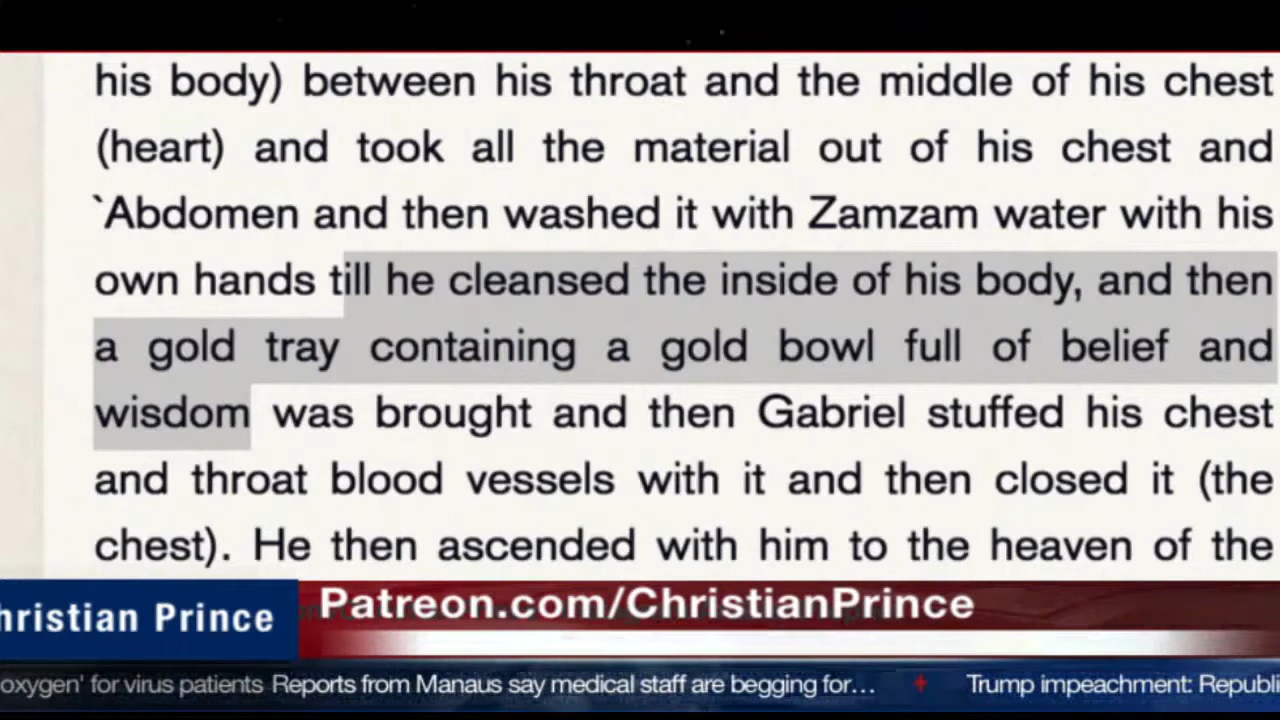 his body) between his throat and the middle of his chest
(heart) and took all the material out of his chest and
`Abdomen and then washed it with Zamzam water with his
own hands till he cleansed the inside of his body, and then
a gold tray containing a gold bowl full of belief and
wisdom was brought and then Gabriel stuffed his chest
and throat blood vessels with it and then closed it (the
chest). He then ascended with him to the heaven of the
hristian Prince
Patreon.com/ChristianPrince
oxygen' for virus patients Reports from Manaus say medical staff are begging for... Trump impeachment: Republi